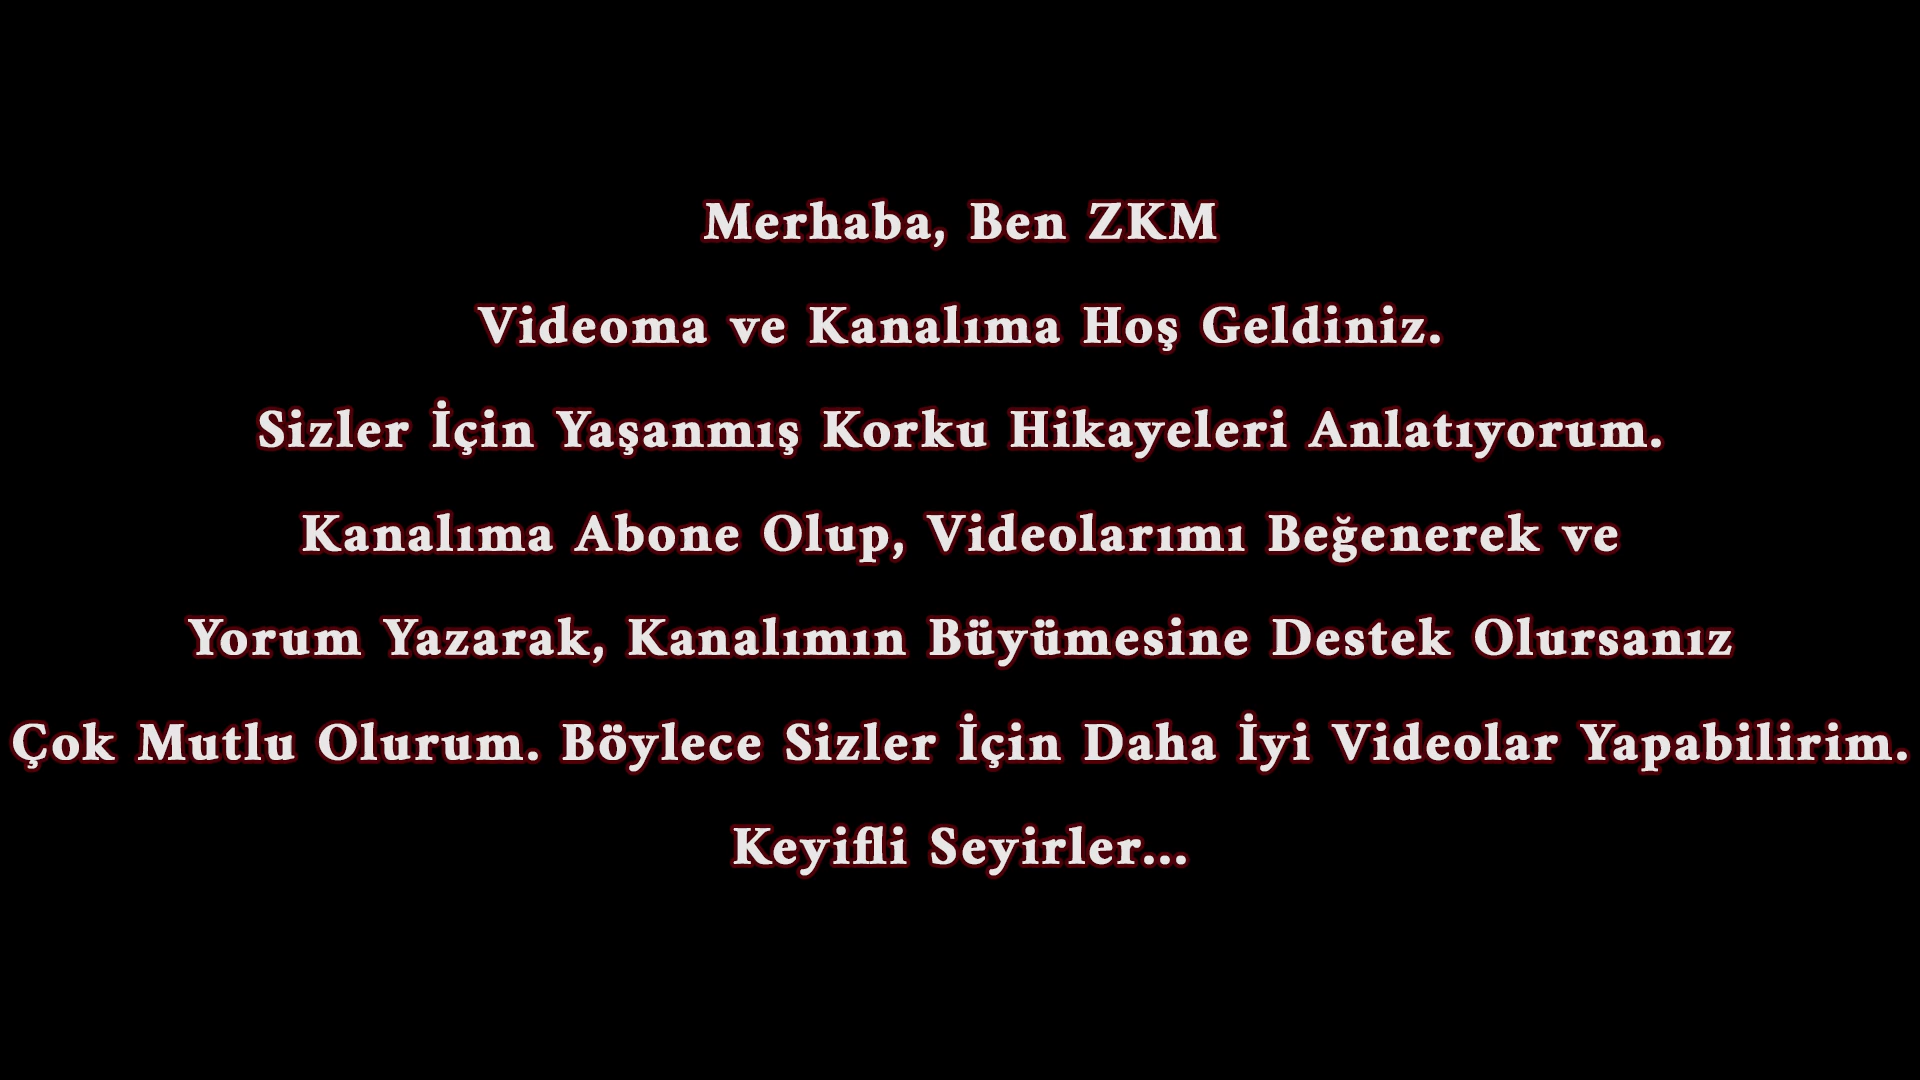 Merhaba, Ben ZKM
Videoma ve Kanalıma Hoş Geldiniz.
Sizler İçin Yaşanmış Korku Hikayeleri Anlatıyorum.
Kanalıma Abone Olup, Videolarımı Beğenerek ve
Yorum Yazarak, Kanalımın Büyümesine Destek Olursanız
Çok Mutlu Olurum. Böylece Sizler İçin Daha İyi Videolar Yapabilirim.
Keyifli Seyirler...